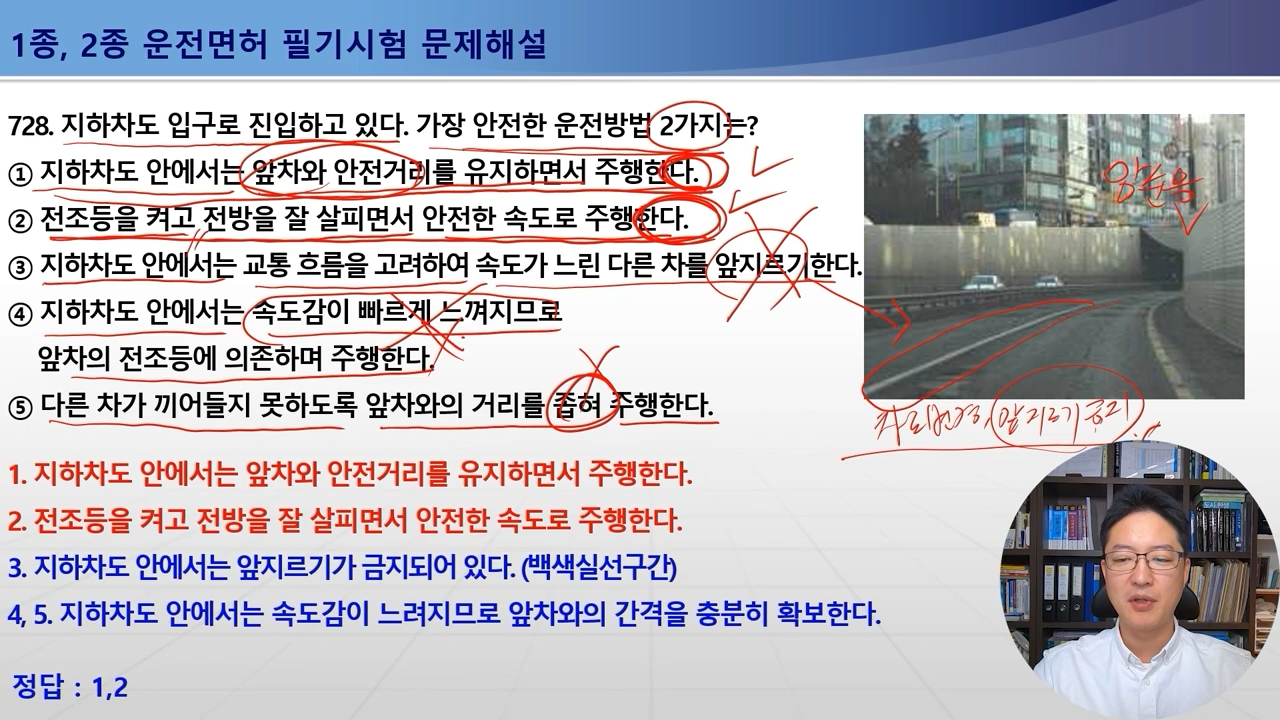 1종, 2종 운전면허 필기시험 문제해설
728. 지하차도 입구로 진입하고 있다. 가장 안전한 운전방법 2가지는?
① 지하차도 안에서는 앞차와 안전거리를 유지하면서 주행한다.
② 전조등을 켜고 전방을 잘 살피면서 안전한 속도로 주행한다.
③ 지하차도 안에서는 교통 흐름을 고려하여 속도가 느린 다른 차를 앞지르기한다.
④ 지하차도 안에서는 속도감이 빠르게 느껴지므로
앞차의 전조등에 의존하며 주행한다.
⑤ 다른 차가 끼어들지 못하도록 앞차와의 거리를 좁혀 주행한다.
암순응
차로변경, 앞지르기 금지
1. 지하차도 안에서는 앞차와 안전거리를 유지하면서 주행한다.
2. 전조등을 켜고 전방을 잘 살피면서 안전한 속도로 주행한다.
3. 지하차도 안에서는 앞지르기가 금지되어 있다. (백색실선구간)
4, 5. 지하차도 안에서는 속도감이 느려지므로 앞차와의 간격을 충분히 확보한다.
정답 : 1,2